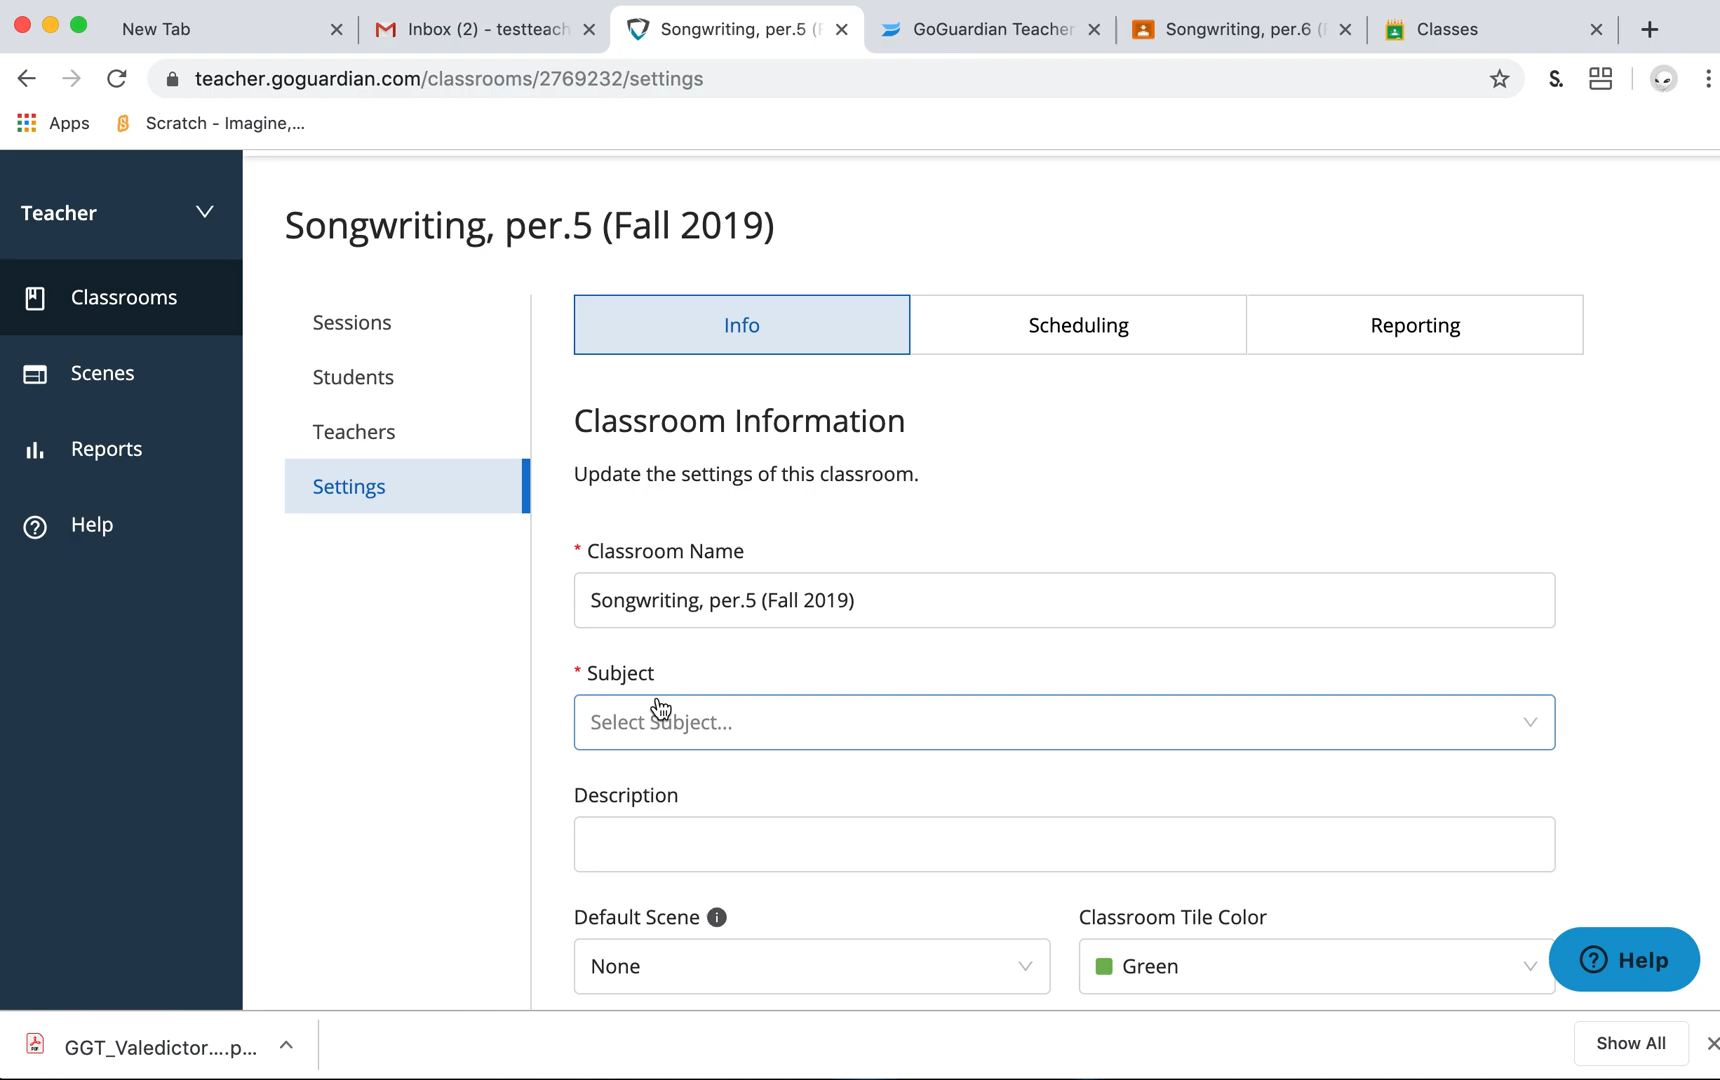 New Tab
Inbox (2) - testteach
Songwriting, per.5 (F
GoGuardian Teacher
Songwriting, per.6 (F
Classes
teacher.goguardian.com/classrooms/2769232/settings
S.
Apps
Scratch - Imagine,...
Teacher
Classrooms
Scenes
Reports
Help
Songwriting, per.5 (Fall 2019)
Sessions
Students
Teachers
Settings
Info
Scheduling
Reporting
Classroom Information
Update the settings of this classroom.
* Classroom Name
Songwriting, per.5 (Fall 2019)
* Subject
Select Subject...
Description
Default Scene
None
Classroom Tile Color
Green
Help
GGT_Valedictor....p...
Show All